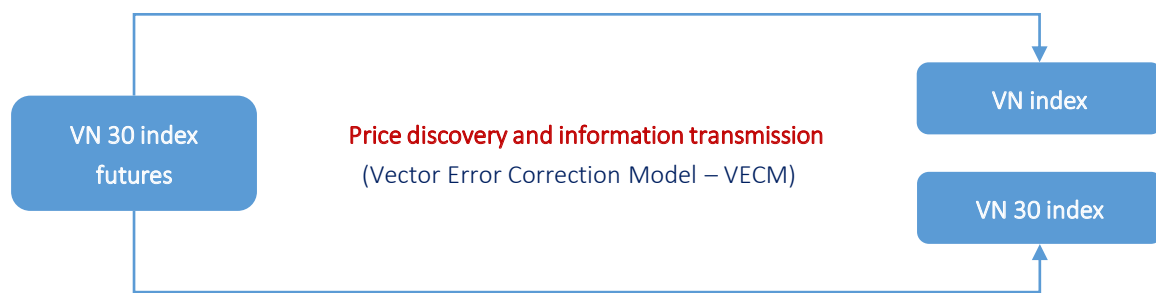 VN 30 index
futures
Price discovery and information transmission
(Vector Error Correction Model – VECM)
VN index
VN 30 index